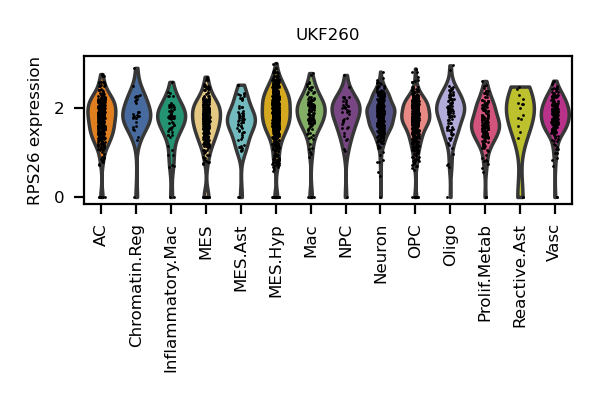 UKF260
RPS26 expression
2
0
AC
Chromatin.Reg
Inflammatory.Mac
MES
MES.Ast
MES.Hyp
Mac
NPC
Neuron
OPC
Oligo
Prolif.Metab
Reactive.Ast
Vasc